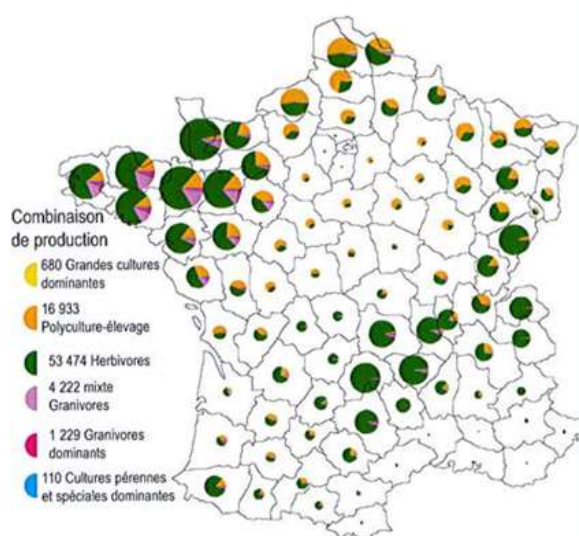 Combinaison
de production
680 Grandes cultures
dominantes
16 933
Polyculture-élevage
53 474 Herbivores
4 222 mixte
Granivores
1 229 Granivores
dominants
110 Cultures pérennes
et spèciales dominantes